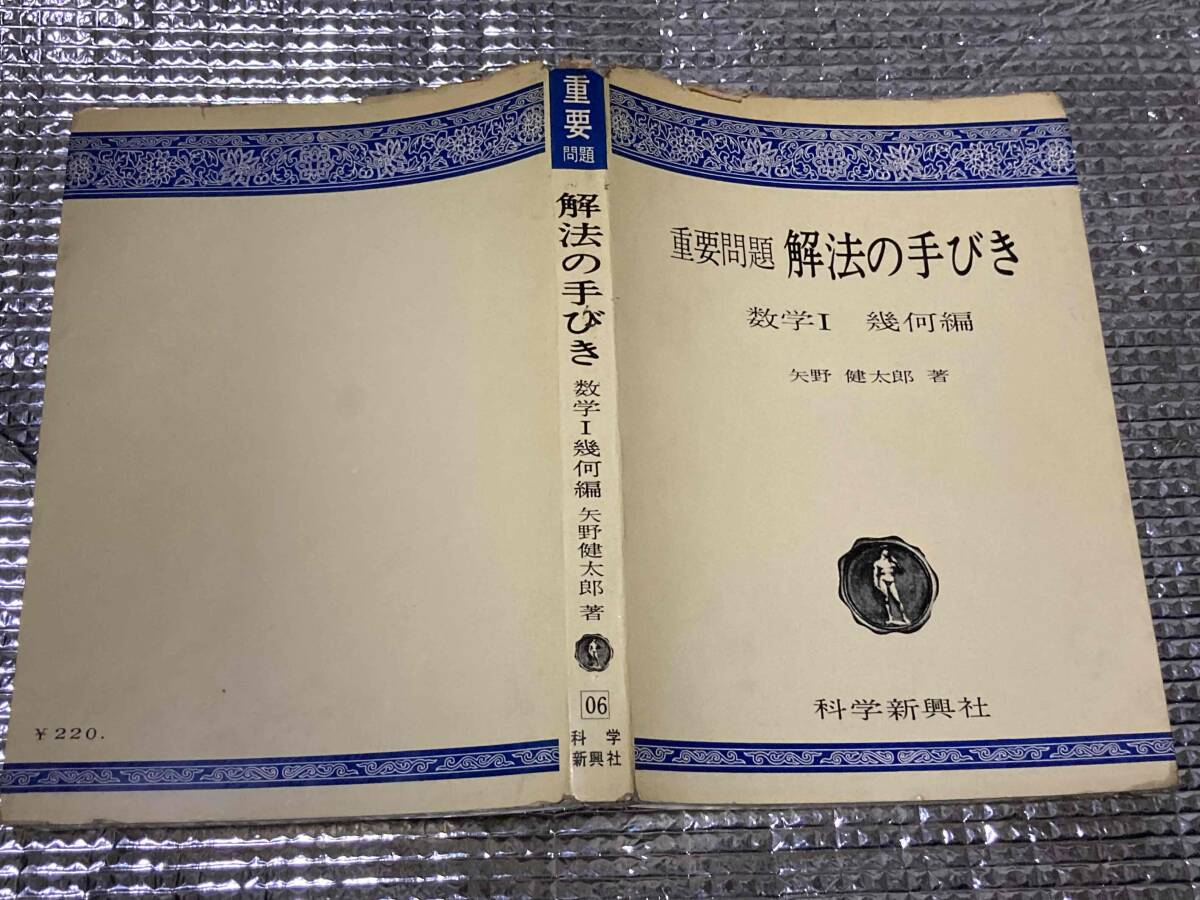 重要問題 解法の手びき
数学I 幾何編
矢野 健太郎 著
科学新興社
重要
問題
解法の手びき
数学I幾何編
矢野健太郎 著
06
科学
新興社
¥220.